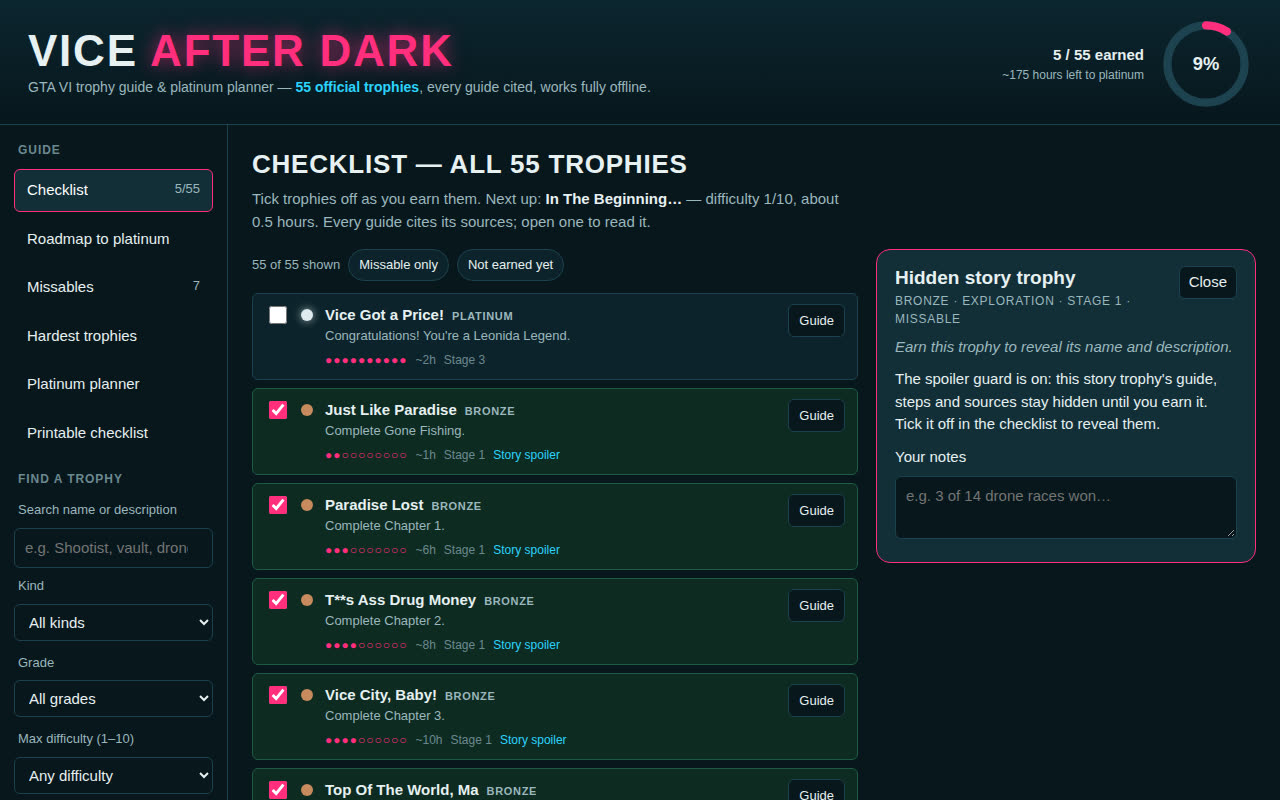 VICE AFTER DARK
GTA VI trophy guide & platinum planner — 55 official trophies, every guide cited, works fully offline.
5 / 55 earned
~175 hours left to platinum
9%
GUIDE
Checklist 5/55
Roadmap to platinum
Missables 7
Hardest trophies
Platinum planner
Printable checklist
FIND A TROPHY
Search name or description
e.g. Shootist, vault, drone
Kind
All kinds
Grade
All grades
Max difficulty (1–10)
Any difficulty
CHECKLIST — ALL 55 TROPHIES
Tick trophies off as you earn them. Next up: In The Beginning… — difficulty 1/10, about
0.5 hours. Every guide cites its sources; open one to read it.
55 of 55 shown Missable only Not earned yet
Vice Got a Price! PLATINUM Guide
Congratulations! You're a Leonida Legend.
●●●●●●●●●● ~2h Stage 3
Just Like Paradise BRONZE Guide
Complete Gone Fishing.
●●○○○○○○○○ ~1h Stage 1 Story spoiler
Paradise Lost BRONZE Guide
Complete Chapter 1.
●●●○○○○○○○ ~6h Stage 1 Story spoiler
T**s Ass Drug Money BRONZE Guide
Complete Chapter 2.
●●●●○○○○○○ ~8h Stage 1 Story spoiler
Vice City, Baby! BRONZE Guide
Complete Chapter 3.
●●●●○○○○○○ ~10h Stage 1 Story spoiler
Top Of The World, Ma BRONZE Guide
Hidden story trophy Close
BRONZE · EXPLORATION · STAGE 1 ·
MISSABLE
Earn this trophy to reveal its name and description.
The spoiler guard is on: this story trophy's guide,
steps and sources stay hidden until you earn it.
Tick it off in the checklist to reveal them.
Your notes
e.g. 3 of 14 drone races won…